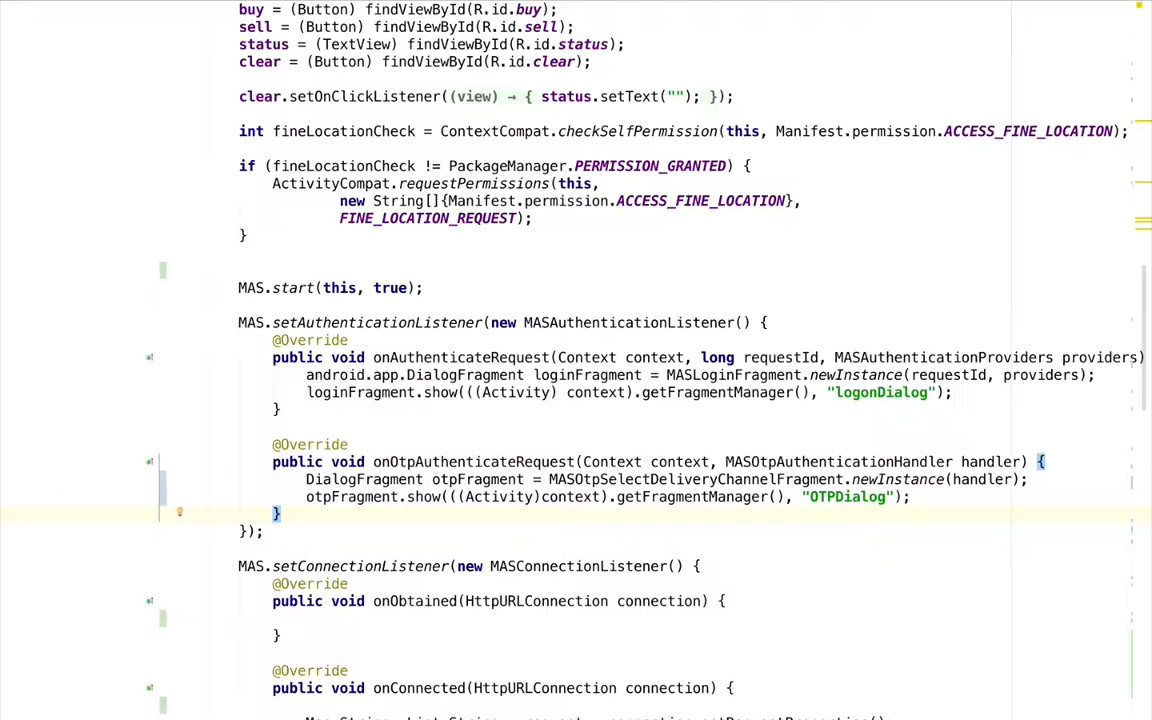 buy = (Button) findViewById(R.id.buy);
sell = (Button) findViewById(R.id.sell);
status = (TextView) findViewById(R.id.status);
clear = (Button) findViewById(R.id.clear);
clear.setOnClickListener((view) → { status.setText(""); });
int fineLocationCheck = ContextCompat.checkSelfPermission(this, Manifest.permission.ACCESS_FINE_LOCATION);
if (fineLocationCheck != PackageManager.PERMISSION_GRANTED) {
ActivityCompat.requestPermissions(this,
new String[]{Manifest.permission.ACCESS_FINE_LOCATION},
FINE_LOCATION_REQUEST);
}
MAS.start(this, true);
MAS.setAuthenticationListener(new MASAuthenticationListener() {
@Override
public void onAuthenticateRequest(Context context, long requestId, MASAuthenticationProviders providers)
android.app.DialogFragment loginFragment = MASLoginFragment.newInstance(requestId, providers);
loginFragment.show(((Activity) context).getFragmentManager(), "logonDialog");
}
@Override
public void onOtpAuthenticateRequest(Context context, MASOtpAuthenticationHandler handler) {
DialogFragment otpFragment = MASOtpSelectDeliveryChannelFragment.newInstance(handler);
otpFragment.show(((Activity)context).getFragmentManager(), "OTPDialog");
}
});
MAS.setConnectionListener(new MASConnectionListener() {
@Override
public void onObtained(HttpURLConnection connection) {
}
@Override
public void onConnected(HttpURLConnection connection) {